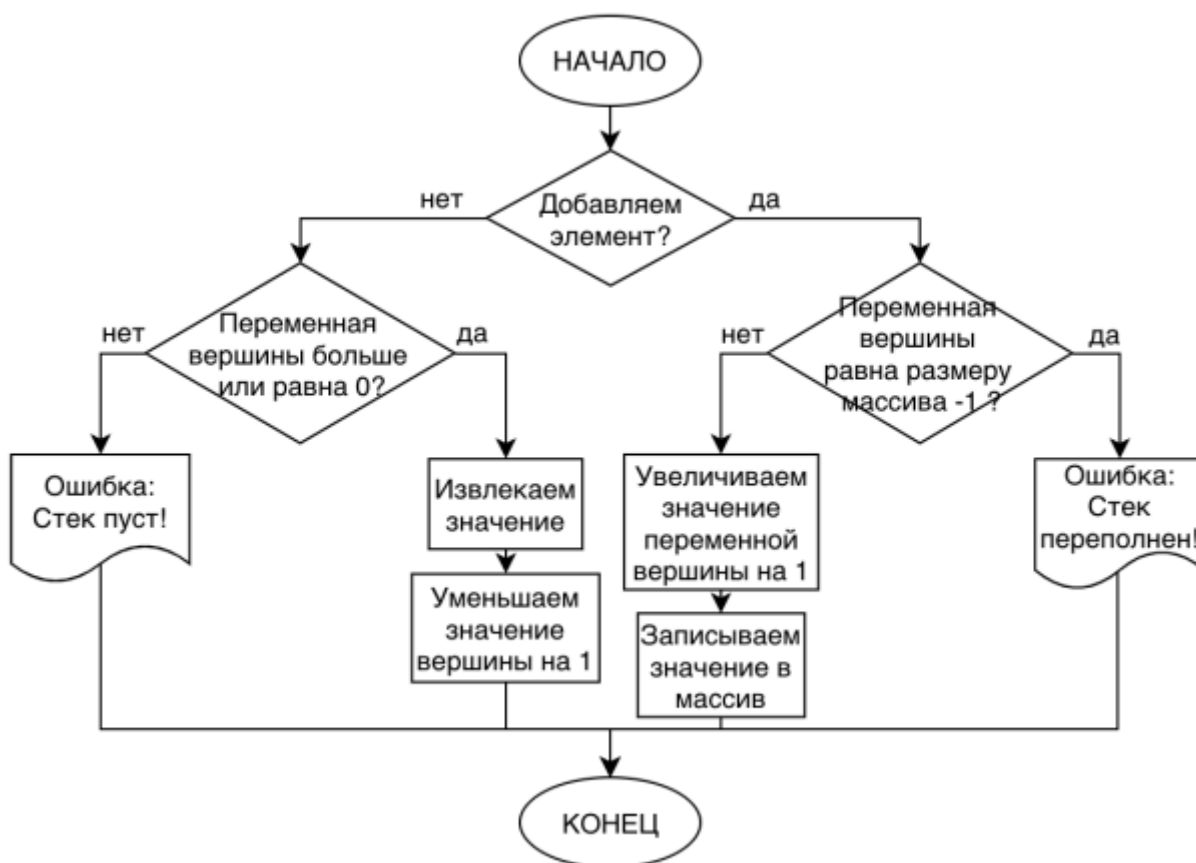 НАЧАЛО
Добавляем
элемент?
нет
да
Переменная
вершины больше
или равна 0?
нет
да
Переменная
вершины
равна размеру
массива -1 ?
нет
да
Ошибка:
Стек пуст!
Извлекаем
значение
Уменьшаем
значение
вершины на 1
Увеличиваем
значение
переменной
вершины на 1
Записываем
значение в
массив
Ошибка:
Стек
переполнен!
КОНЕЦ